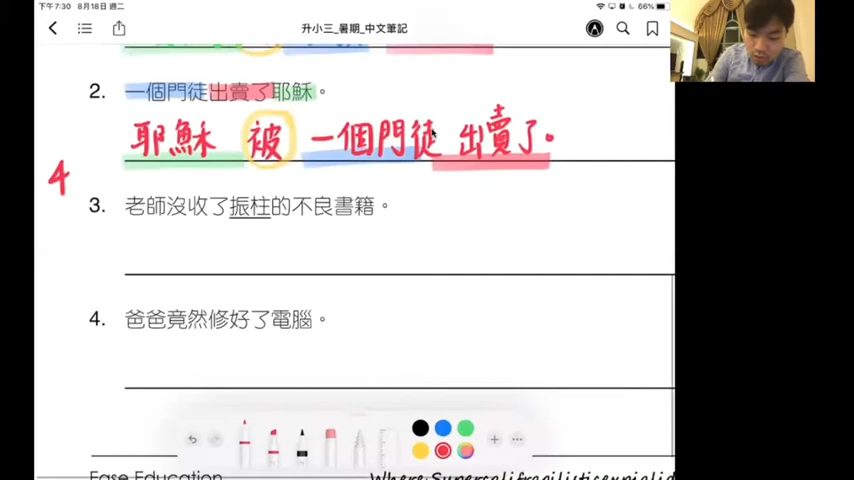 下午7:30 8月18日 週二
66%
升小三_暑期_中文筆記
2. 一個門徒出賣了耶穌。
耶穌 被 一個門徒 出賣了。
4
3. 老師沒收了振柱的不良書籍。
4. 爸爸竟然修好了電腦。
Ease Education
Where Supercalifragilisticexpialid